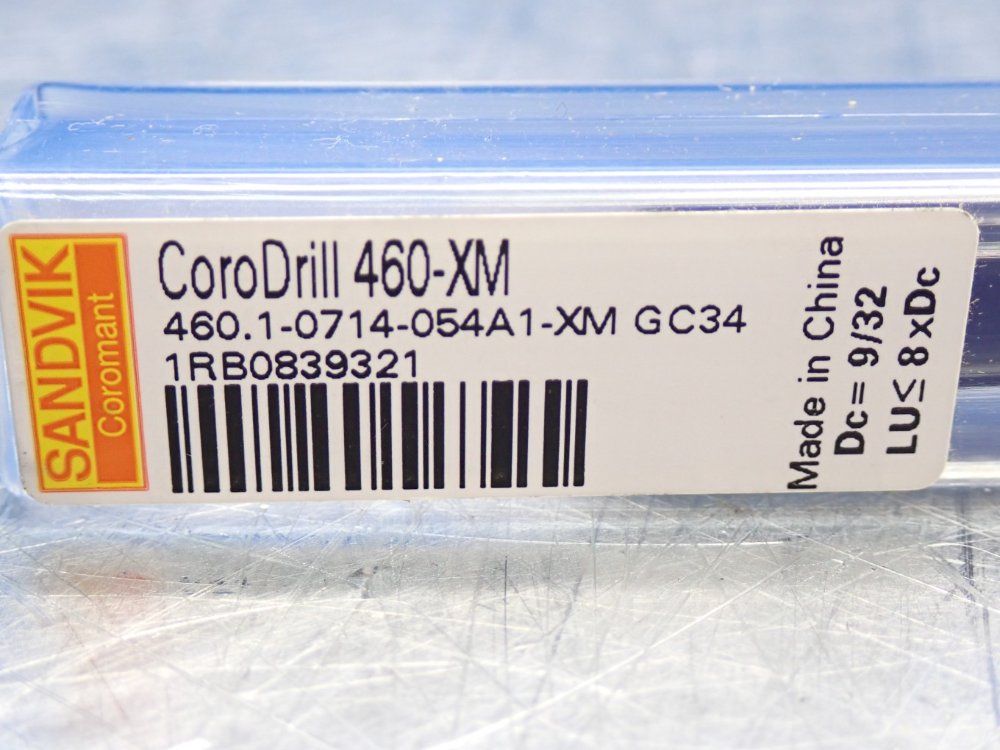 SANDVIK
Coromant
CoroDrill 460-XM
460.1-0714-054A1-XM GC34
1RB0839321
Made in China
Dc= 9/32
LU≤ 8 xDc